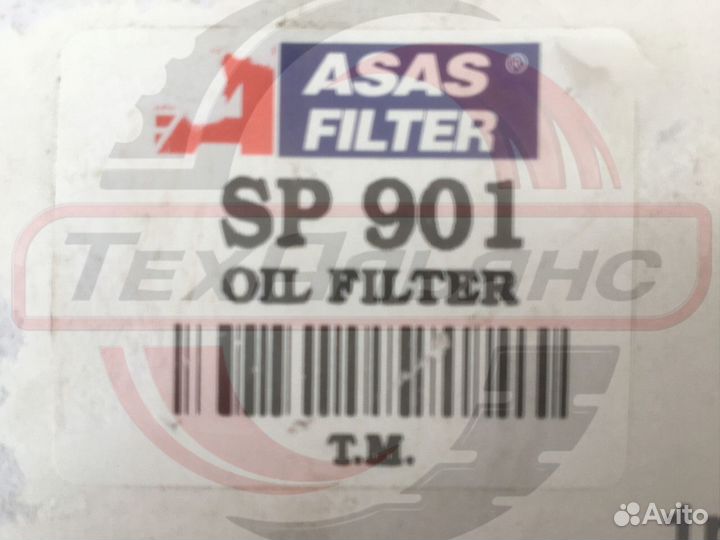 ASAS ®
FILTER
SP 901
ТехАльянс
OIL FILTER
T.M.
Avito